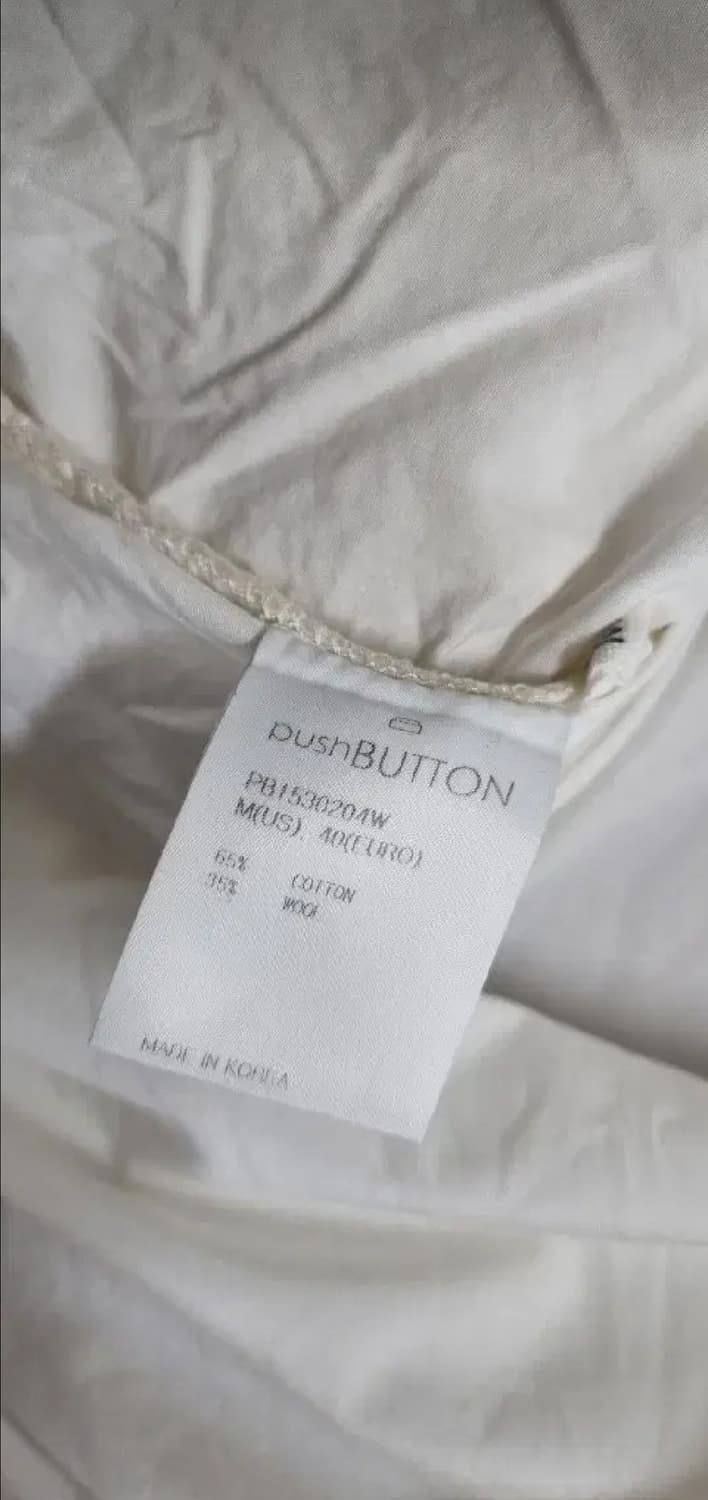 pushBUTTON
PB1530204W
M(US), 40(EURO)
65% COTTON
35% WOOL
MADE IN KOREA